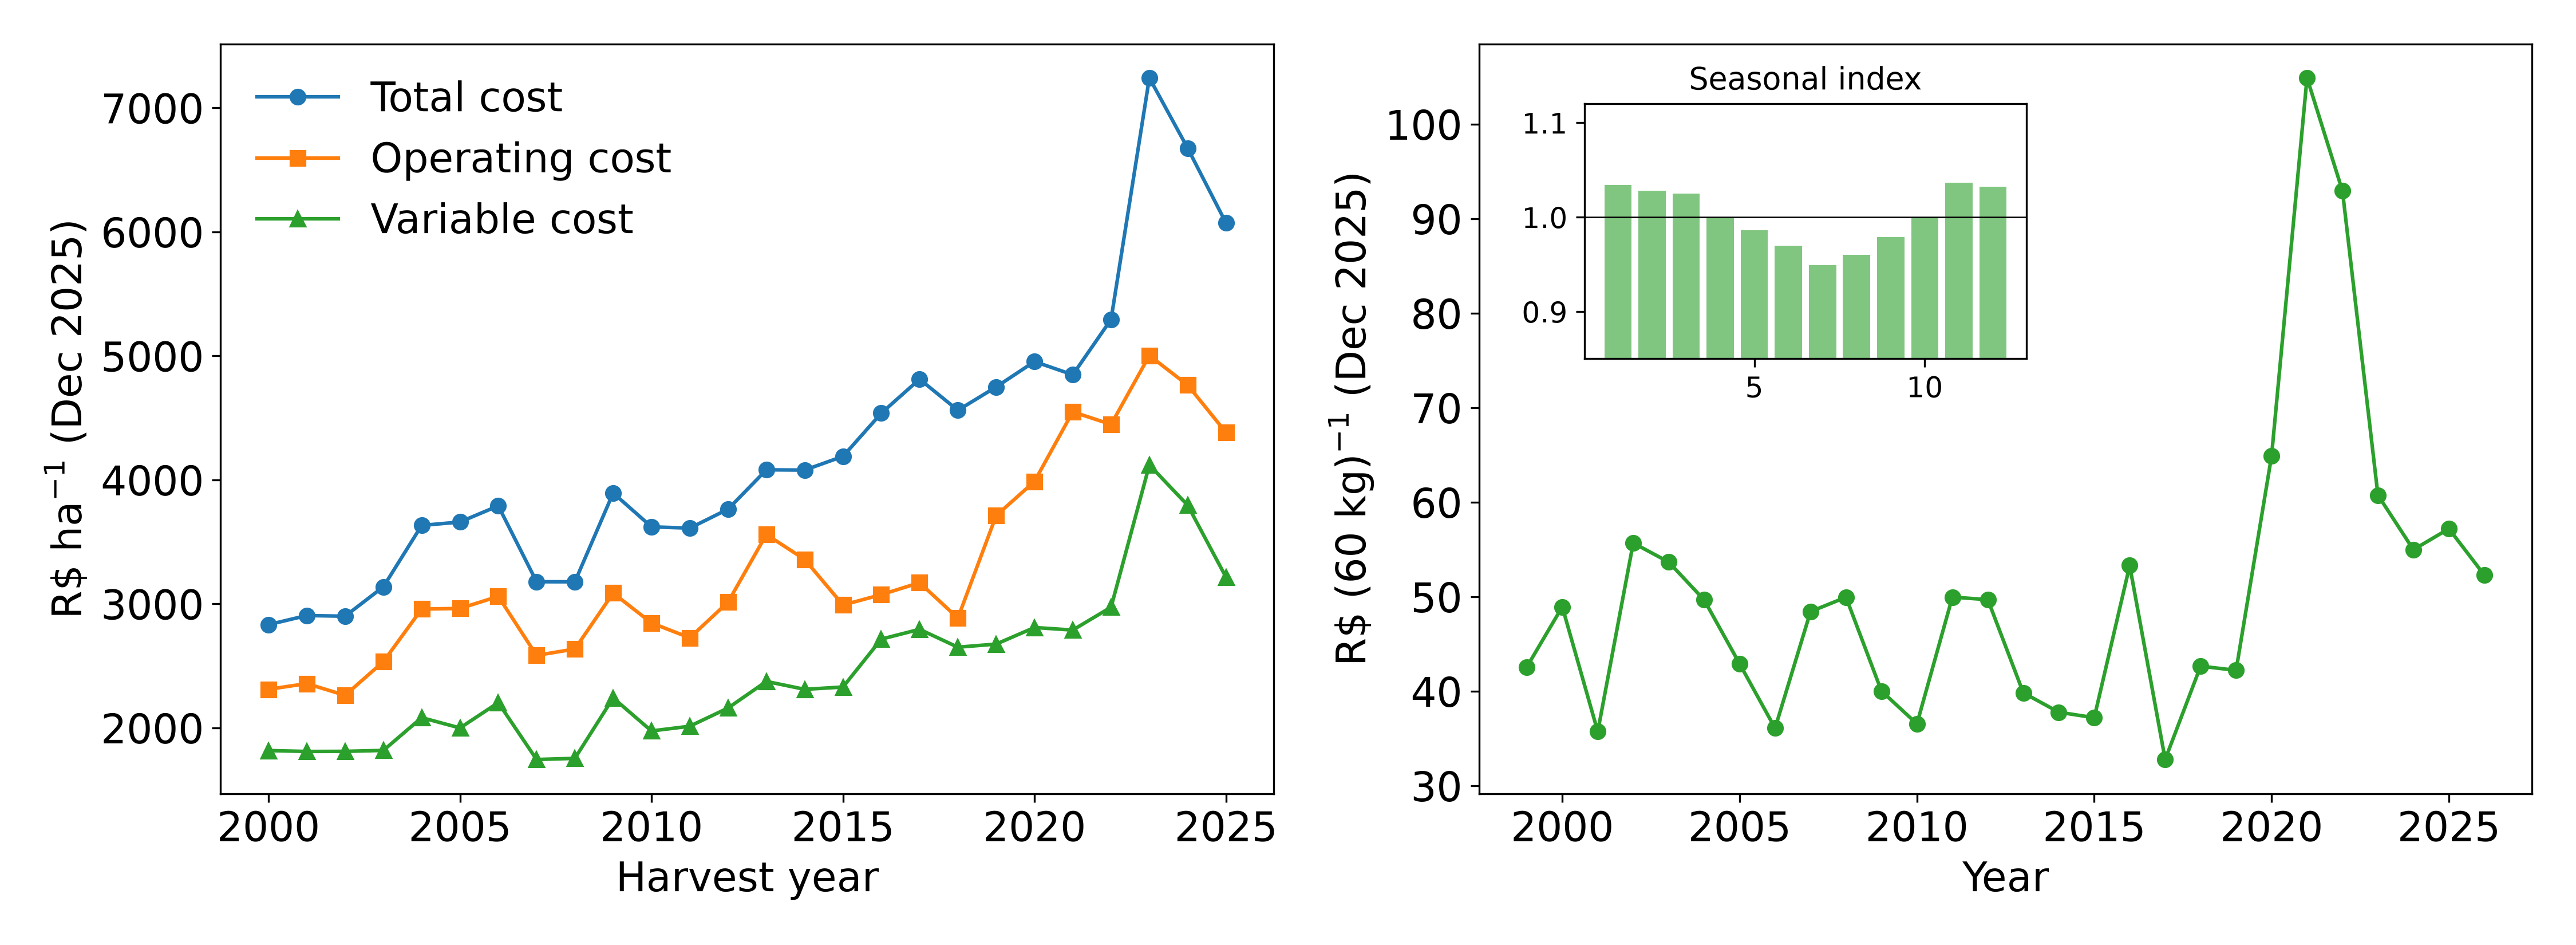 Total cost
Operating cost
Variable cost
7000
6000
5000
4000
3000
2000
R$ ha⁻¹ (Dec 2025)
2000 2005 2010 2015 2020 2025
Harvest year
Seasonal index
1.1
1.0
0.9
5 10
100
90
80
70
60
50
40
30
R$ (60 kg)⁻¹ (Dec 2025)
2000 2005 2010 2015 2020 2025
Year